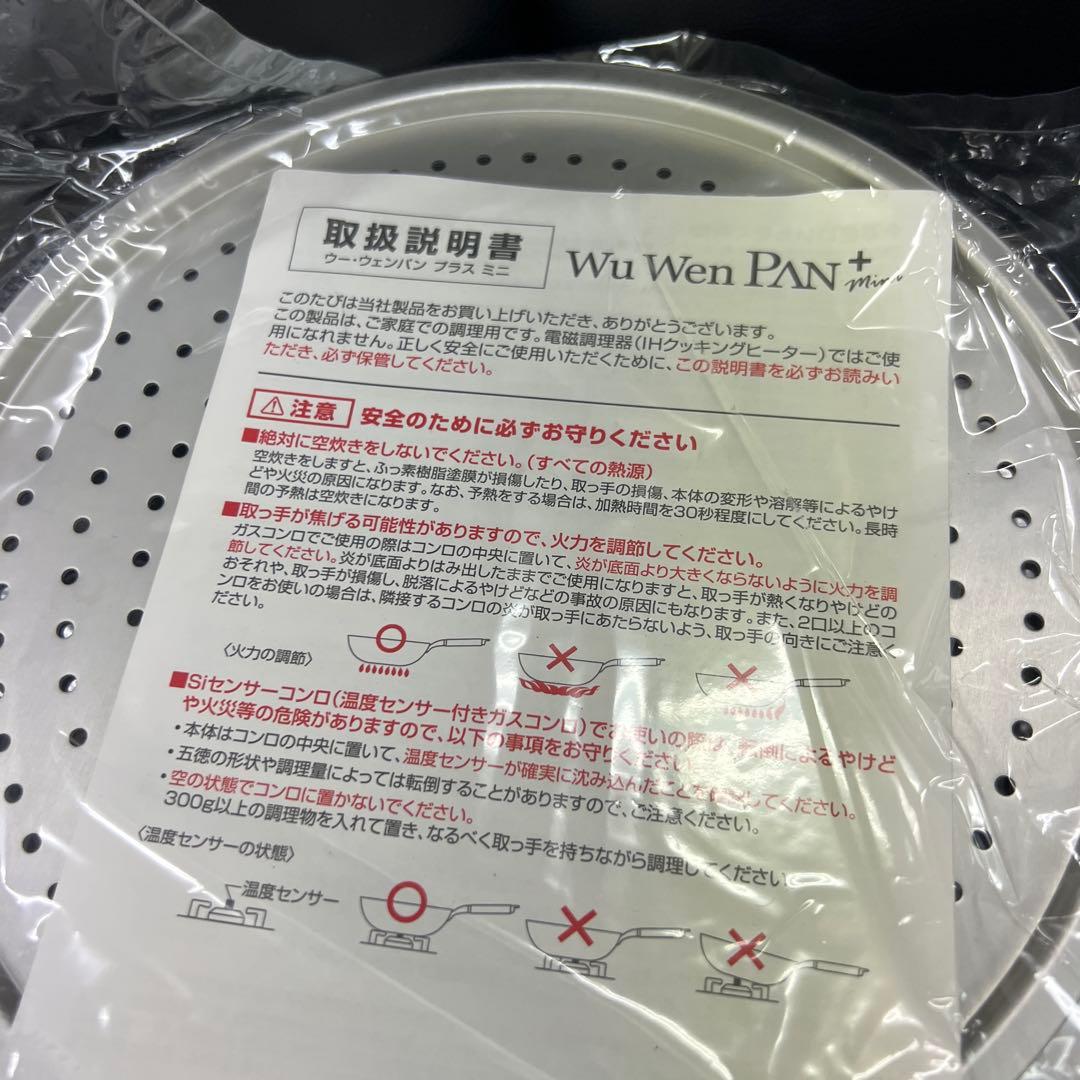 取扱説明書
ウー・ウェンパン プラス ミニ
Wu Wen PAN+
mini
このたびは当社製品をお買い上げいただき、ありがとうございます。
この製品は、ご家庭での調理用です。電磁調理器(IHクッキングヒーター)ではご使
用になれません。正しく安全にご使用いただくために、この説明書を必ずお読みい
ただき、必ず保管してください。
注意 安全のために必ずお守りください
■絶対に空炊きをしないでください。(すべての熱源)
空炊きをしますと、ふっ素樹脂塗膜が損傷したり、取っ手の損傷、本体の変形や溶解等によるやけ
どや火災の原因になります。なお、予熱をする場合は、加熱時間を30秒程度にしてください。長時
間の予熱は空炊きになります。
■取っ手が焦げる可能性がありますので、火力を調節してください。
ガスコンロでご使用の際はコンロの中央に置いて、炎が底面より大きくならないように火力を調
節してください。炎が底面よりはみ出したままでご使用になりますと、取っ手が熱くなりやけどの
おそれや、取っ手が損傷し、脱落によるやけどなどの事故の原因にもなります。また、2口以上のコ
ンロをお使いの場合は、隣接するコンロの炎が取っ手にあたらないよう、取っ手の向きにご注意く
ださい。
〈火力の調節〉
■Siセンサーコンロ(温度センサー付きガスコンロ)でお使いの際は、転倒によるやけど
や火災等の危険がありますので、以下の事項をお守りください。
・本体はコンロの中央に置いて、温度センサーが確実に沈み込んだことを確認してください。
・五徳の形状や調理量によっては転倒することがありますので、ご注意ください。
・空の状態でコンロに置かないでください。
300g以上の調理物を入れて置き、なるべく取っ手を持ちながら調理してください。
〈温度センサーの状態〉
温度センサー